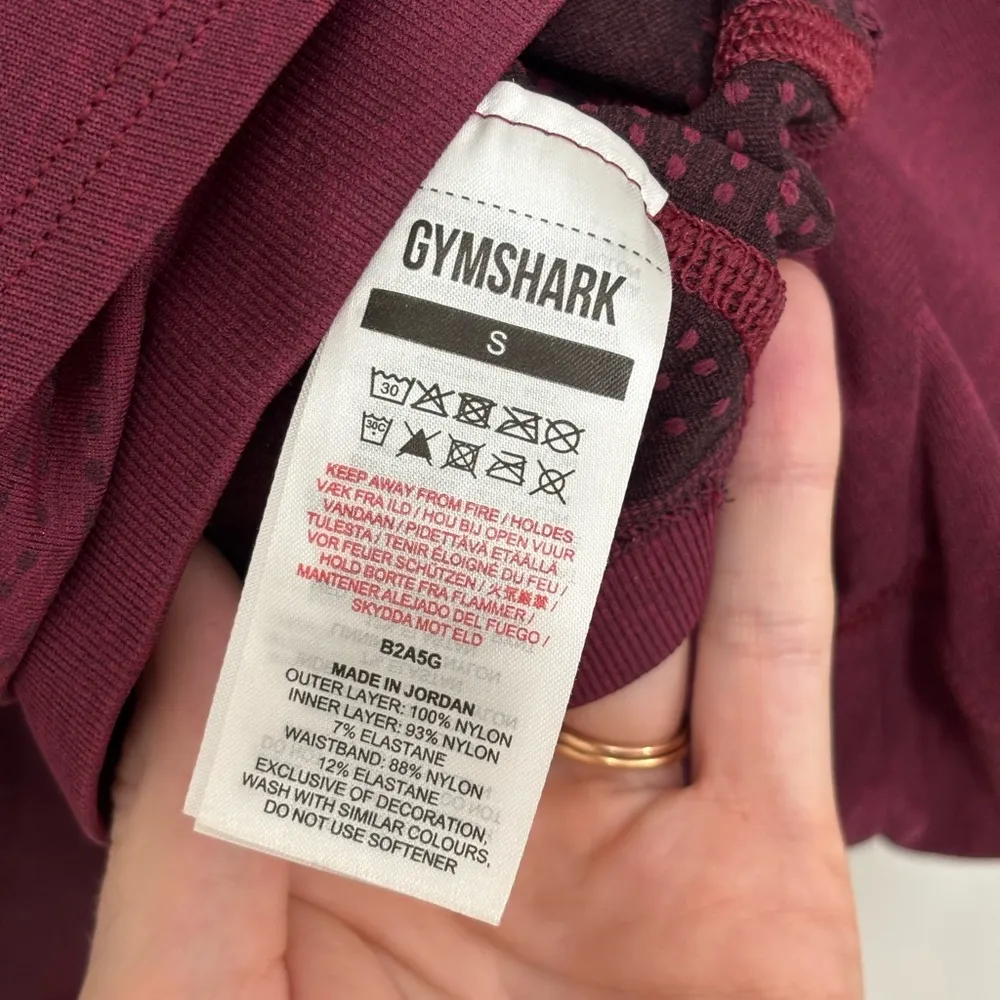 GYMSHARK
S
30
30C
KEEP AWAY FROM FIRE / HOLDES
VÆK FRA ILD / HOU BIJ OPEN VUUR
VANDAAN / PIDETTÄVÄ ETÄÄLLÄ
TULESTA / TENIR ÉLOIGNÉ DU FEU /
VOR FEUER SCHÜTZEN / 火気厳禁 /
HOLD BORTE FRA FLAMMER /
MANTENER ALEJADO DEL FUEGO /
SKYDDA MOT ELD
B2A5G
MADE IN JORDAN
OUTER LAYER: 100% NYLON
INNER LAYER: 93% NYLON
7% ELASTANE
WAISTBAND: 88% NYLON
12% ELASTANE
EXCLUSIVE OF DECORATION,
WASH WITH SIMILAR COLOURS,
DO NOT USE SOFTENER